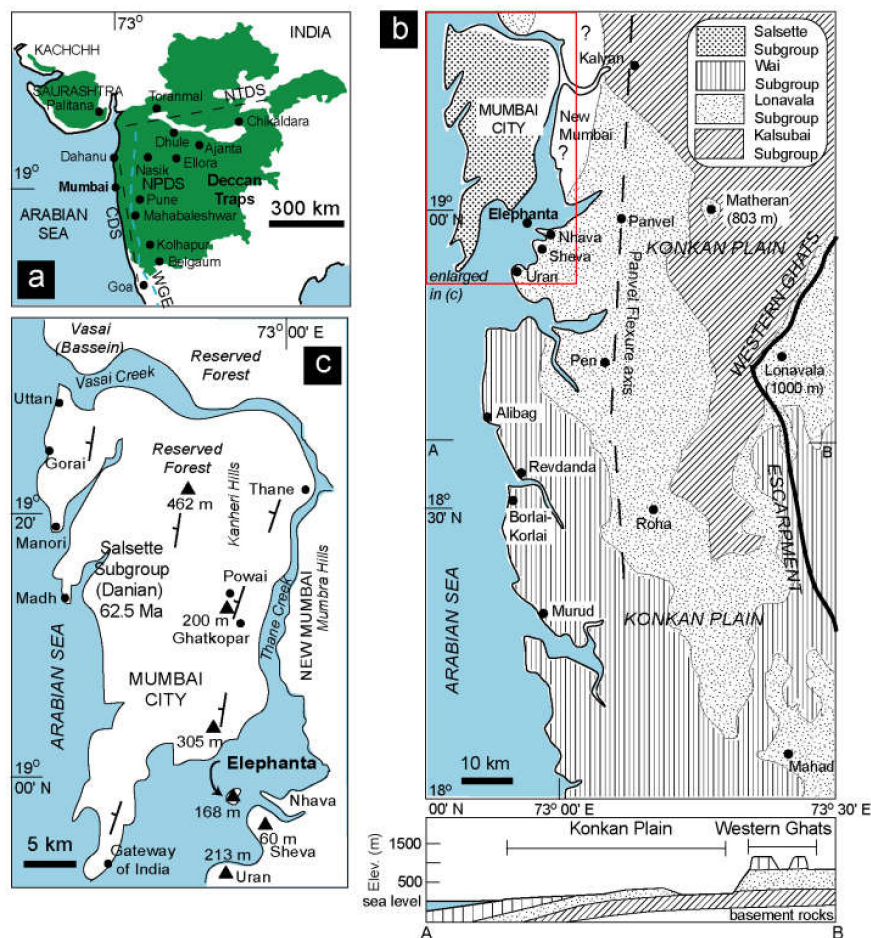 a
73°
INDIA
KACHCHH
SAURASHTRA
Palitana
Toranmal
NTDS
Chikaldara
Dhule
Ajanta
Dahanu
Nasik
Ellora
19°
Mumbai
NPDS
Deccan
Traps
Pune
ARABIAN
SEA
CDS
Mahabaleshwar
300 km
Kolhapur
Belgaum
Goa
WGE
b
?
Kalyan
Salsette
Subgroup
Wai
Subgroup
Lonavala
Subgroup
Kalsubai
Subgroup
MUMBAI
CITY
New
Mumbai
?
19°
00' N
Elephanta
Matheran
(803 m)
Panvel
Nhava
Sheva
KONKAN PLAIN
Uran
enlarged
in (c)
Panvel Flexure axis
WESTERN GHATS
ESCARPMENT
Pen
Lonavala
(1000 m)
Alibag
A
B
Revdanda
18°
30' N
Borlai-
Korlai
Roha
ARABIAN SEA
Murud
KONKAN PLAIN
10 km
Mahad
18°
00' N
73° 00' E
73° 30' E
c
Vasai
(Bassein)
73° 00' E
Reserved
Forest
Vasai Creek
Uttan
Reserved
Forest
Gorai
462 m
Kanheri Hills
Thane
19°
20'
Manori
Salsette
Subgroup
(Danian)
62.5 Ma
Powai
Madh
200 m
Ghatkopar
Thane Creek
NEW MUMBAI
Mumbra Hills
ARABIAN SEA
MUMBAI
CITY
305 m
Elephanta
19°
00' N
168 m
Nhava
60 m
Sheva
5 km
Gateway
of India
213 m
Uran
Konkan Plain
Western Ghats
Elev. (m)
1500
500
sea level
basement rocks
A
B